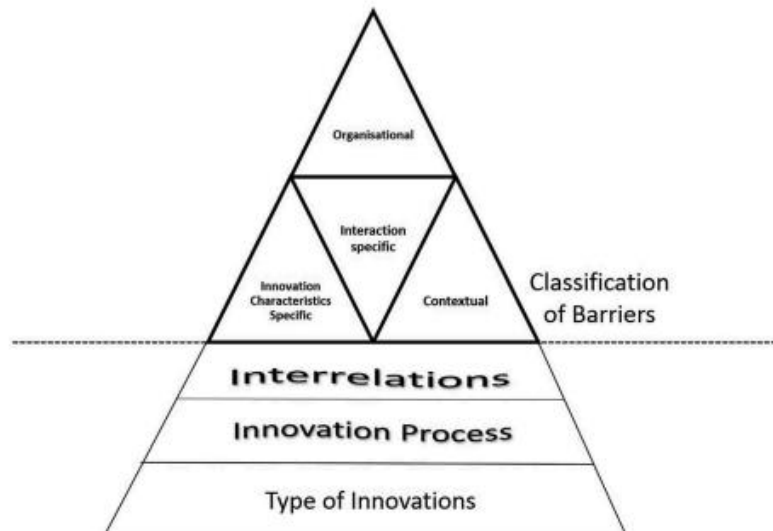 Organisational
Interaction
specific
Innovation
Characteristics
Specific
Contextual
Classification
of Barriers
Interrelations
Innovation Process
Type of Innovations